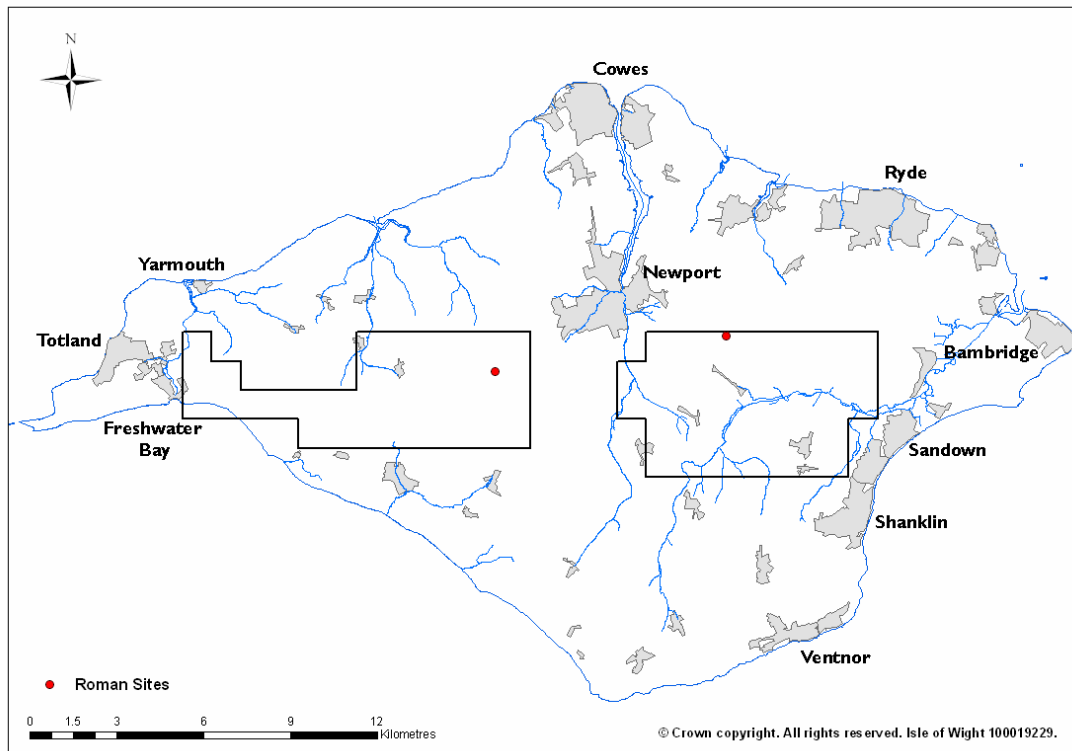 N
Cowes
Ryde
Yarmouth
Newport
Totland
Bambridge
Freshwater
Bay
Sandown
Shanklin
Ventnor
Roman Sites
0 1.5 3 6 9 12
Kilometres
© Crown copyright. All rights reserved. Isle of Wight 100019229.